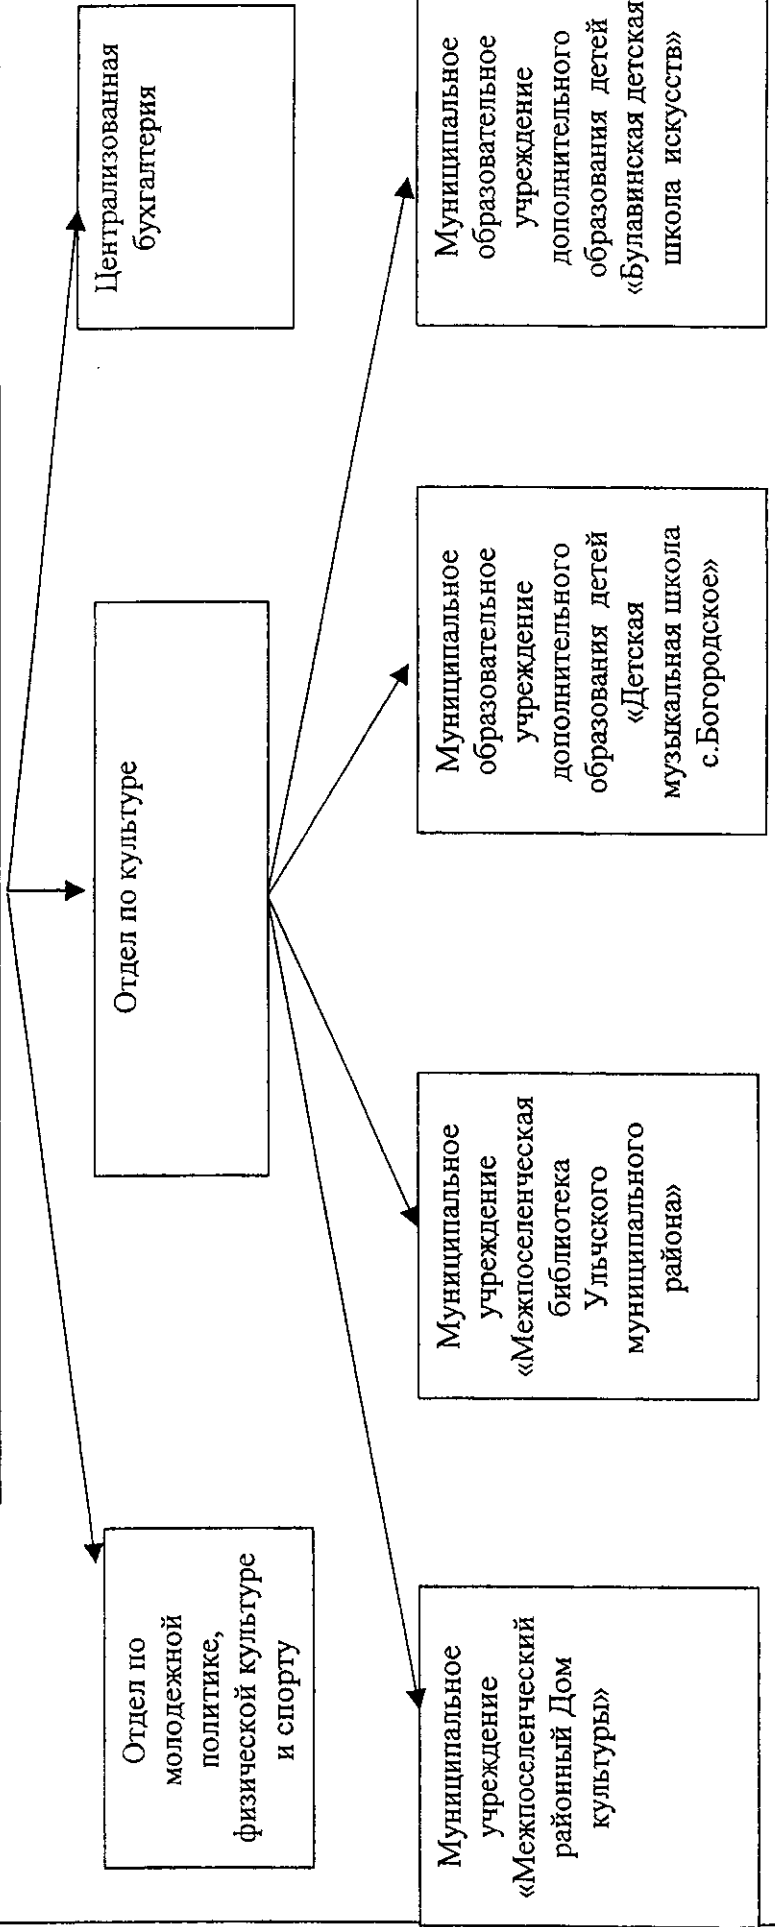 Отдел по
молодежной
политике,
физической культуре
и спорту
Отдел по культуре
Централизованная
бухгалтерия
Муниципальное
учреждение
«Межпоселенческий
районный Дом
культуры»
Муниципальное
учреждение
«Межпоселенческая
библиотека
Ульчского
муниципального
района»
Муниципальное
образовательное
учреждение
дополнительного
образования детей
«Детская
музыкальная школа
с.Богородское»
Муниципальное
образовательное
учреждение
дополнительного
образования детей
«Булавинская детская
школа искусств»